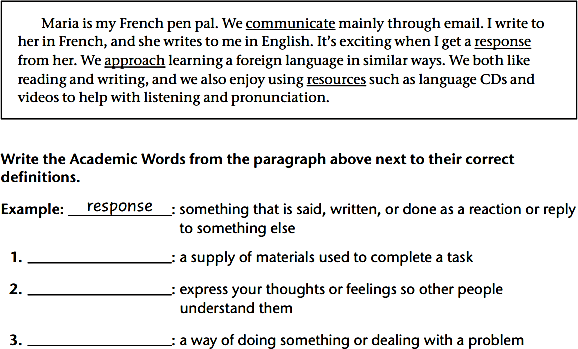 Maria is my French pen pal. We communicate mainly through email. I write to
her in French, and she writes to me in English. It's exciting when I get a response
from her. We approach learning a foreign language in similar ways. We both like
reading and writing, and we also enjoy using resources such as language CDs and
videos to help with listening and pronunciation.
Write the Academic Words from the paragraph above next to their correct
definitions.
Example: response : something that is said, written, or done as a reaction or reply
to something else
1. : a supply of materials used to complete a task
2. : express your thoughts or feelings so other people
understand them
3. : a way of doing something or dealing with a problem